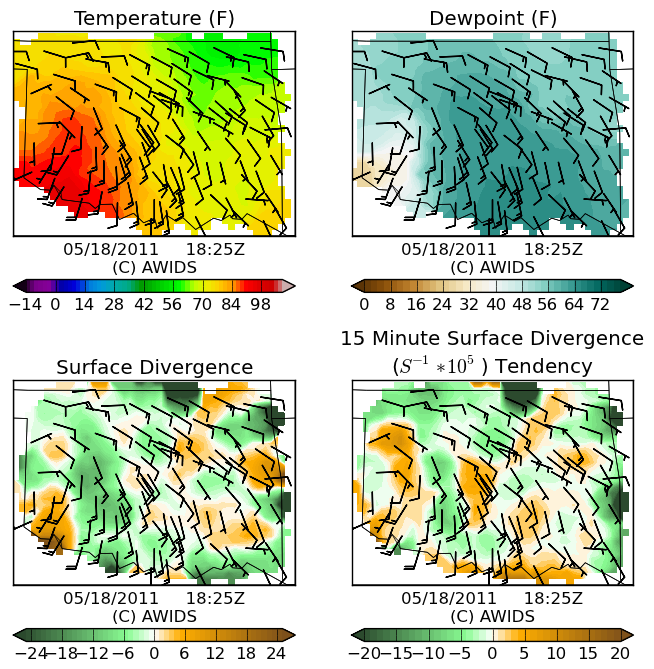 Temperature (F)
Dewpoint (F)
05/18/2011 18:25Z
(C) AWIDS
05/18/2011 18:25Z
(C) AWIDS
−14 0 14 28 42 56 70 84 98
0 8 16 24 32 40 48 56 64 72
15 Minute Surface Divergence
Surface Divergence
(S⁻¹ *10⁵ ) Tendency
05/18/2011 18:25Z
(C) AWIDS
05/18/2011 18:25Z
(C) AWIDS
−24 −18 −12 −6 0 6 12 18 24
−20 −15 −10 −5 0 5 10 15 20